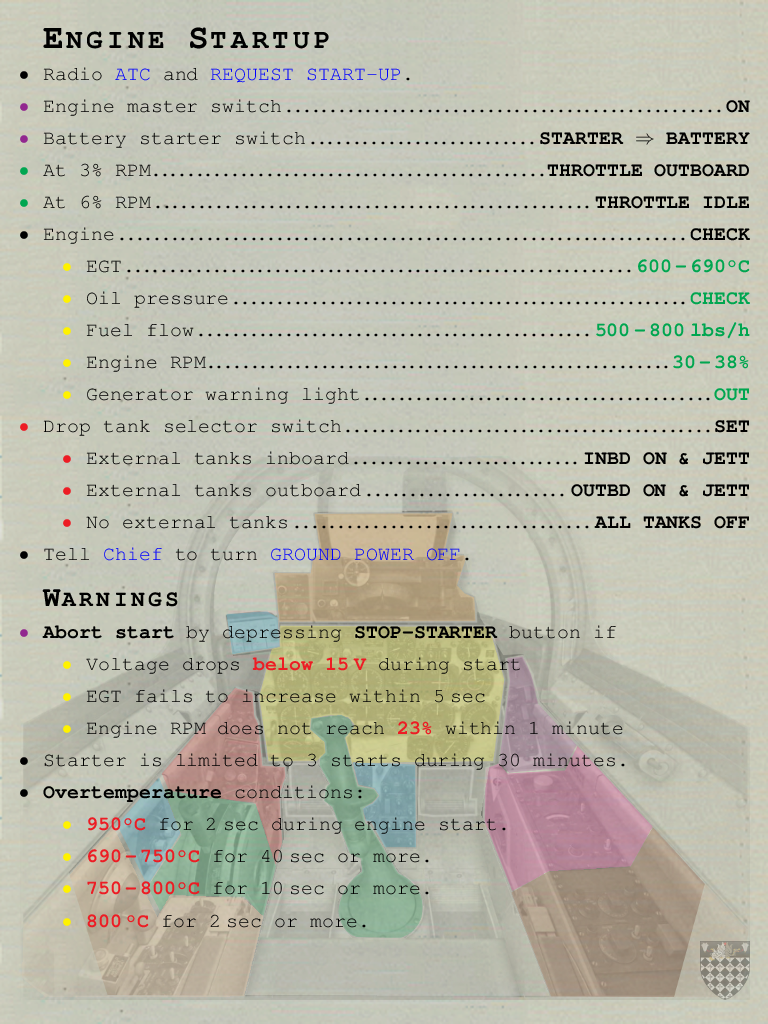 ENGINE STARTUP
• Radio ATC and REQUEST START-UP.
• Engine master switch ON
• Battery starter switch STARTER ⇒ BATTERY
• At 3% RPM THROTTLE OUTBOARD
• At 6% RPM THROTTLE IDLE
• Engine CHECK
• EGT 600–690°C
• Oil pressure CHECK
• Fuel flow 500–800 lbs/h
• Engine RPM 30–38%
• Generator warning light OUT
• Drop tank selector switch SET
• External tanks inboard INBD ON & JETT
• External tanks outboard OUTBD ON & JETT
• No external tanks ALL TANKS OFF
• Tell Chief to turn GROUND POWER OFF.
WARNINGS
• Abort start by depressing STOP-STARTER button if
• Voltage drops below 15 V during start
• EGT fails to increase within 5 sec
• Engine RPM does not reach 23% within 1 minute
• Starter is limited to 3 starts during 30 minutes.
• Overtemperature conditions:
• 950°C for 2 sec during engine start.
• 690–750°C for 40 sec or more.
• 750–800°C for 10 sec or more.
• 800 °C for 2 sec or more.